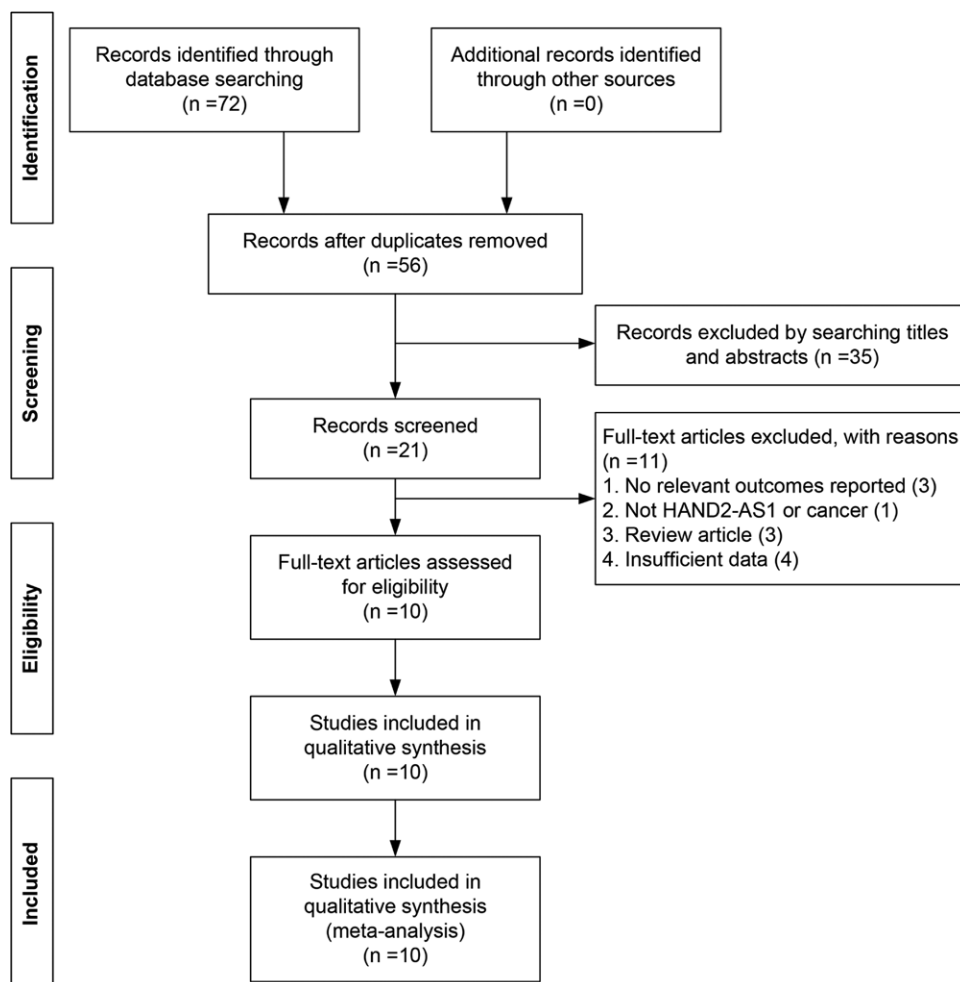 Identification
Records identified through
database searching
(n =72)
Additional records identified
through other sources
(n =0)
Records after duplicates removed
(n =56)
Screening
Records excluded by searching titles
and abstracts (n =35)
Records screened
(n =21)
Full-text articles excluded, with reasons
(n =11)
1. No relevant outcomes reported (3)
2. Not HAND2-AS1 or cancer (1)
3. Review article (3)
4. Insufficient data (4)
Eligibility
Full-text articles assessed
for eligibility
(n =10)
Studies included in
qualitative synthesis
(n =10)
Included
Studies included in
qualitative synthesis
(meta-analysis)
(n =10)